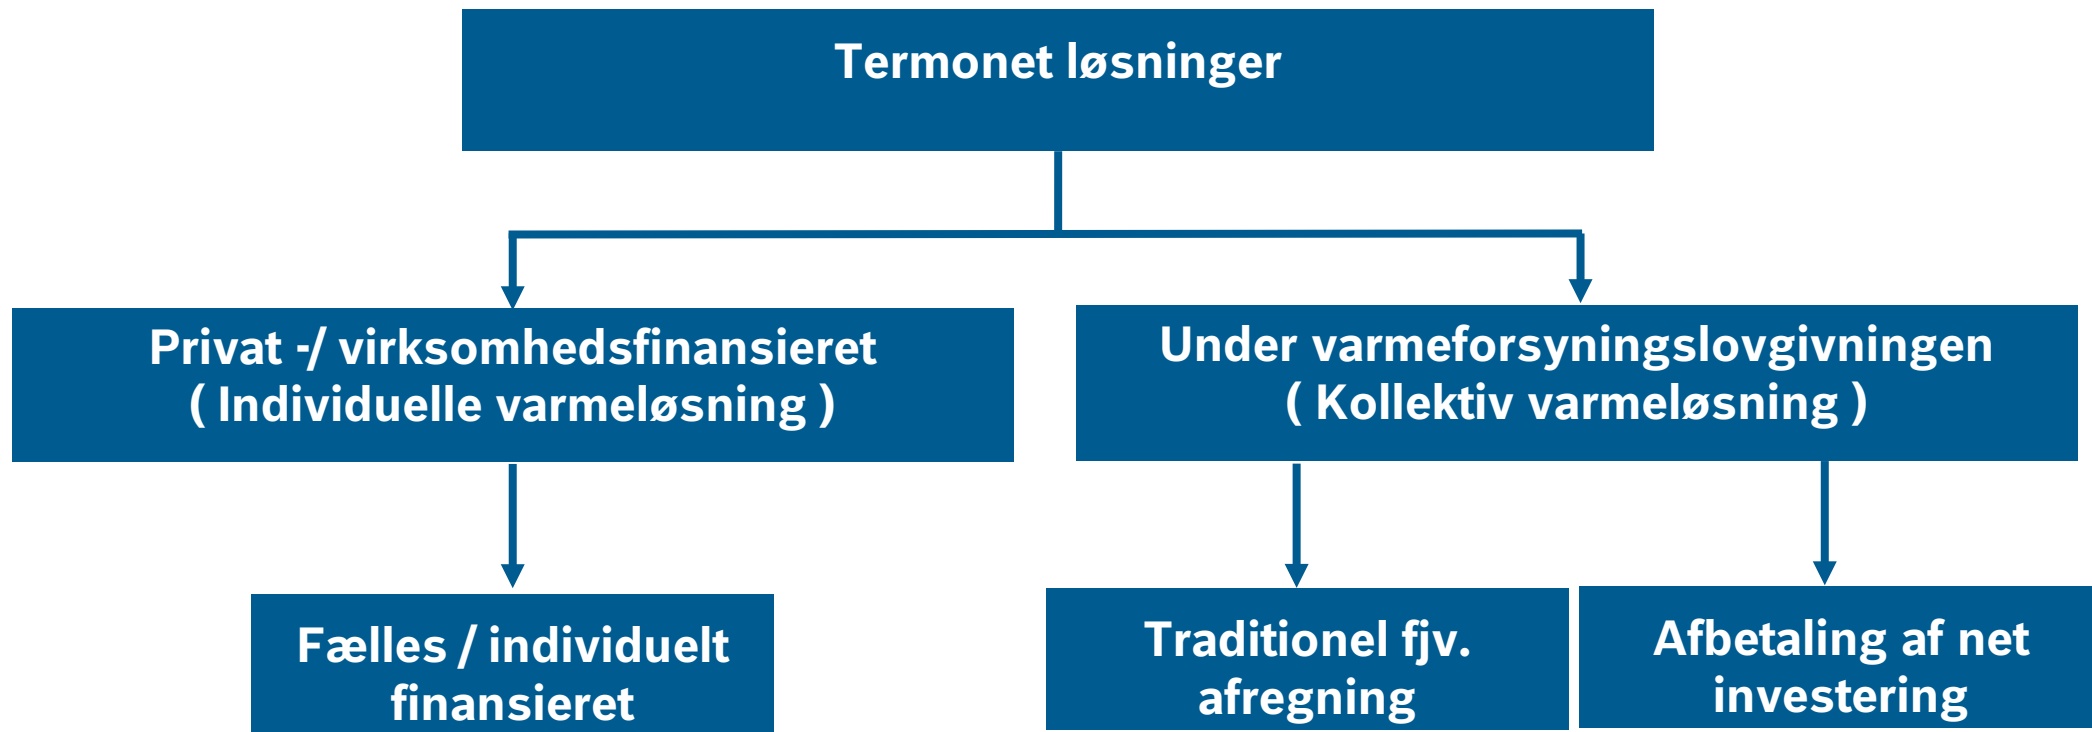 Termonet løsninger
Privat -/ virksomhedsfinansieret
( Individuelle varmeløsning )
Under varmeforsyningslovgivningen
( Kollektiv varmeløsning )
Fælles / individuelt
finansieret
Traditionel fjv.
afregning
Afbetaling af net
investering